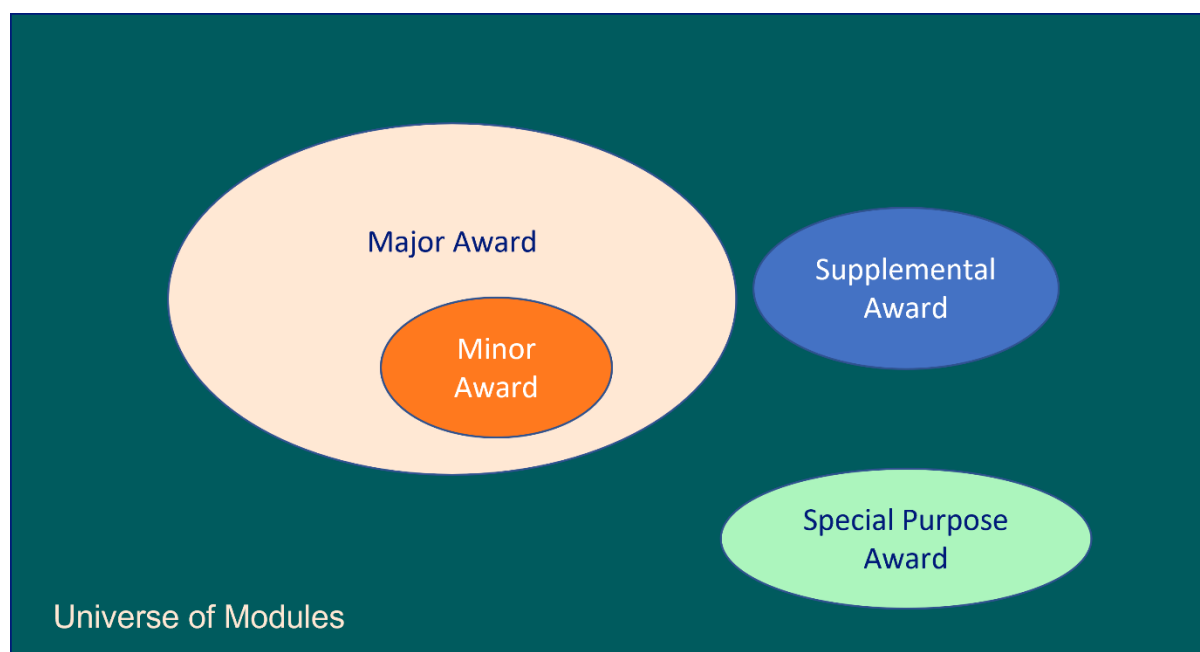 Major Award
Supplemental
Award
Minor
Award
Special Purpose
Award
Universe of Modules